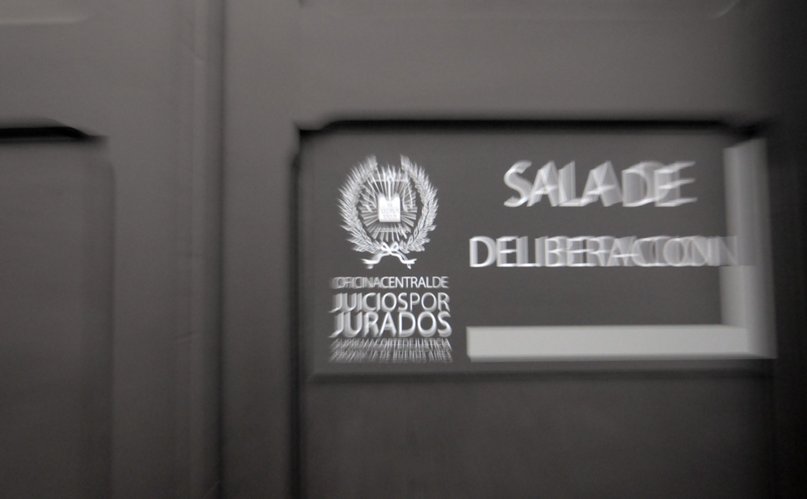 OFICINA CENTRAL DE
JUICIOS POR
JURADOS
SUPREMA CORTE DE JUSTICIA
PROVINCIA DE BUENOS AIRES
SALA DE
DELIBERACION